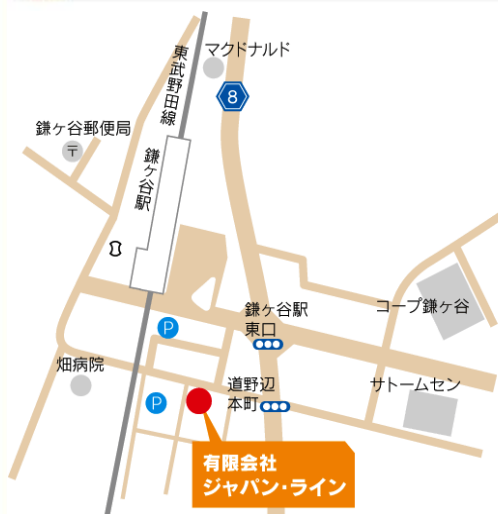 マクドナルド
東武野田線
8
鎌ヶ谷郵便局
〒
鎌ヶ谷駅
鎌ヶ谷駅
東口
コープ鎌ヶ谷
P
畑病院
道野辺
本町
サトームセン
P
有限会社
ジャパン・ライン